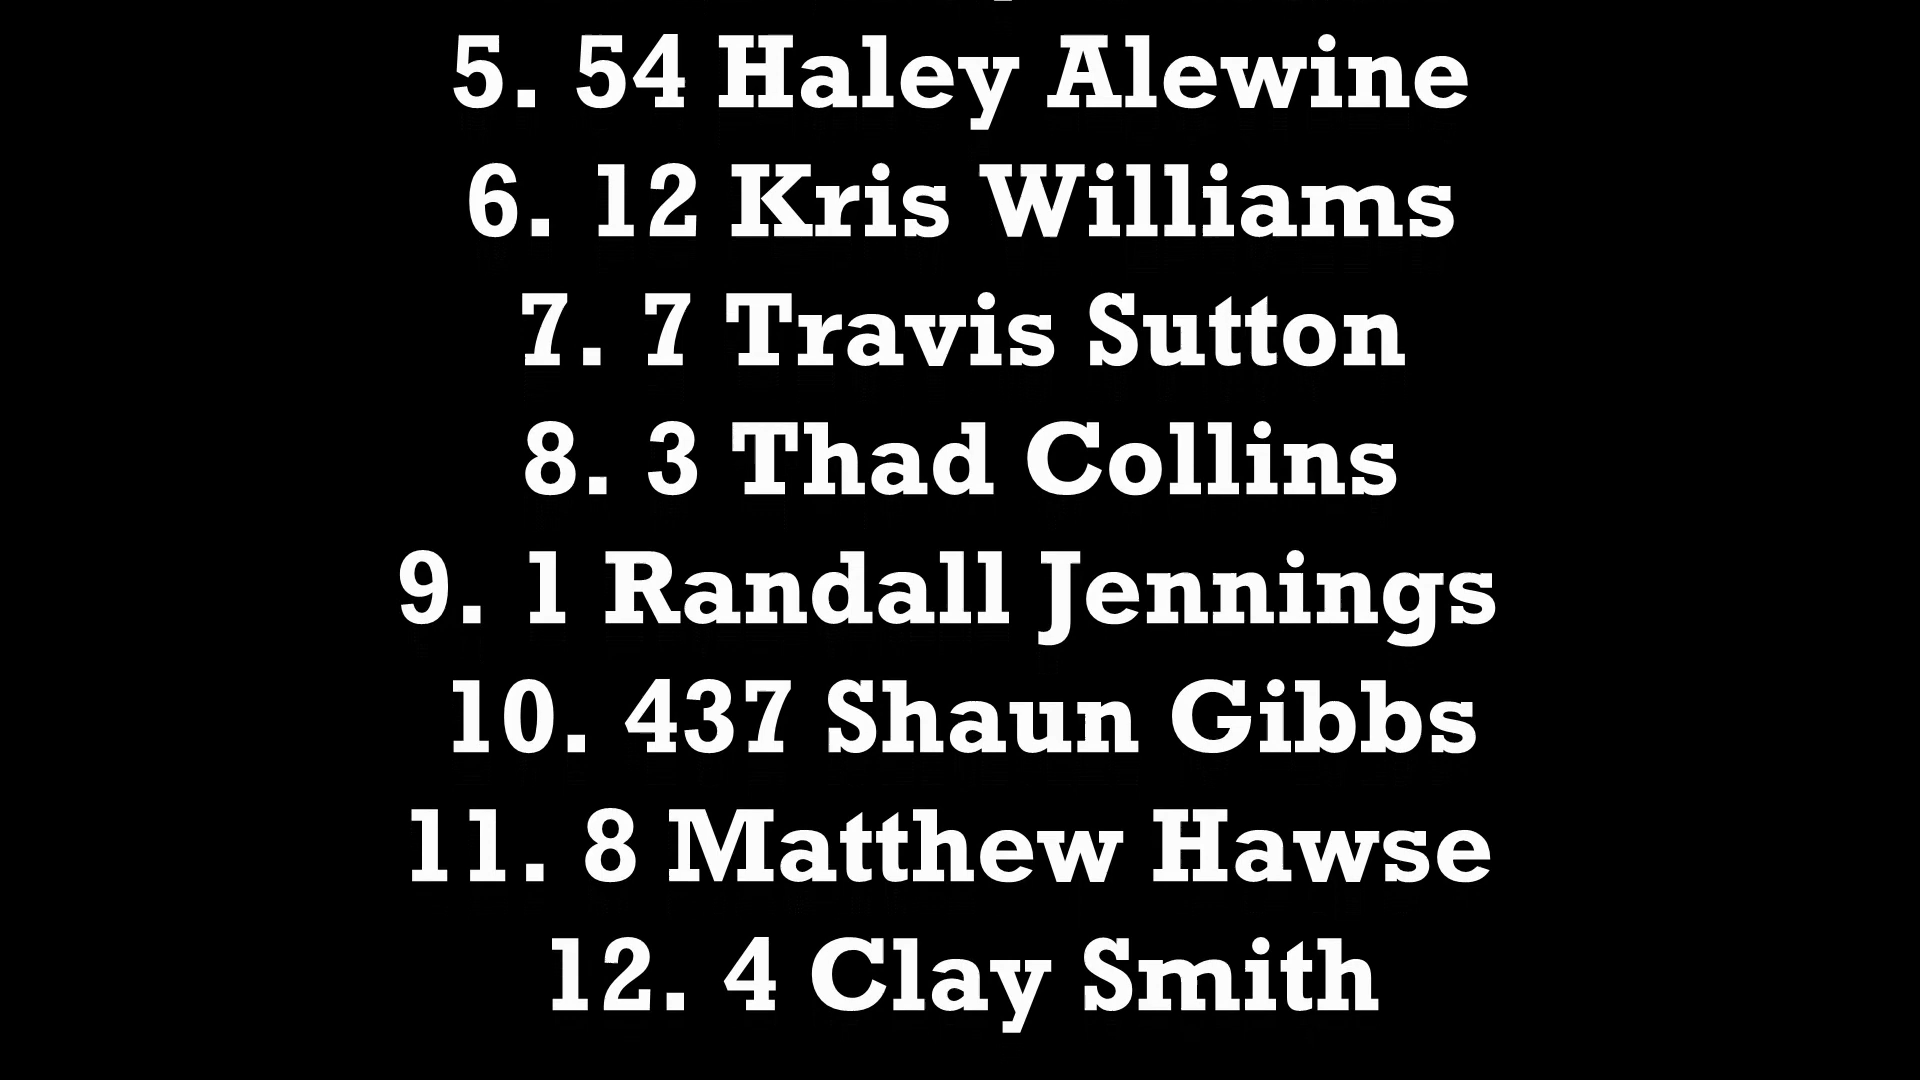 5. 54 Haley Alewine
6. 12 Kris Williams
7. 7 Travis Sutton
8. 3 Thad Collins
9. 1 Randall Jennings
10. 437 Shaun Gibbs
11. 8 Matthew Hawse
12. 4 Clay Smith